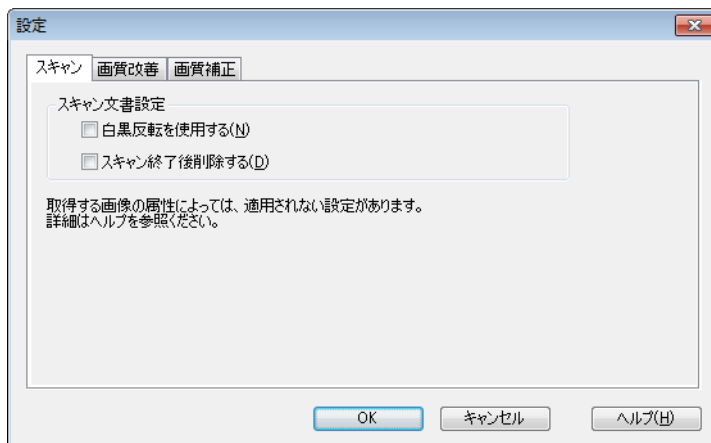 設定
スキャン 画質改善 画質補正
スキャン文書設定
白黒反転を使用する(N)
スキャン終了後削除する(D)
取得する画像の属性によっては、適用されない設定があります。
詳細はヘルプを参照ください。
OK キャンセル ヘルプ(H)